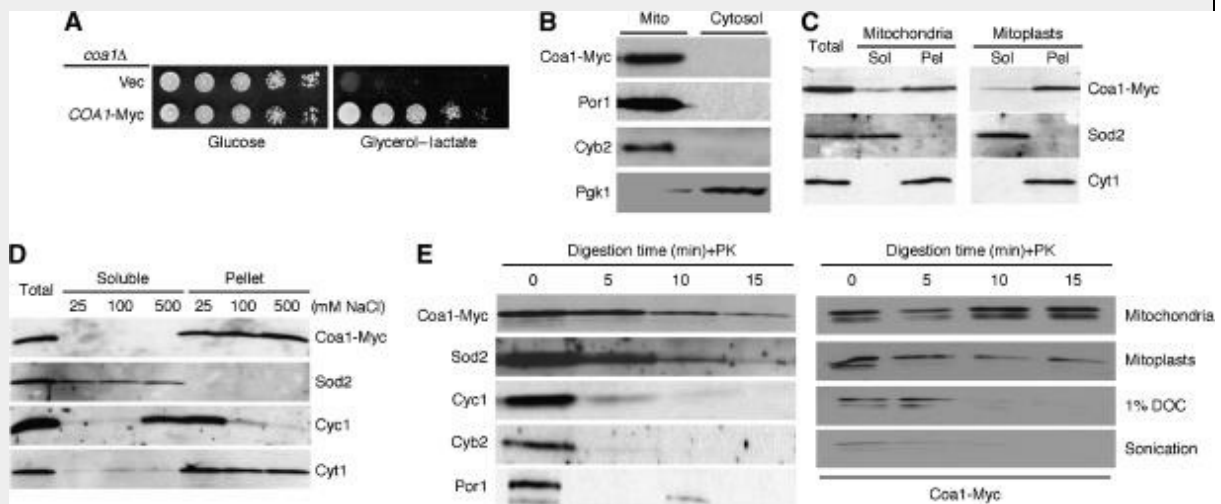 A
coa1Δ
Vec
COA1-Myc
Glucose
Glycerol–lactate
B
Mito Cytosol
Coa1-Myc
Por1
Cyb2
Pgk1
C
Total
Mitochondria
Mitoplasts
Sol Pel
Sol Pel
Coa1-Myc
Sod2
Cyt1
D
Total
Soluble
Pellet
25 100 500
25 100 500
(mM NaCl)
Coa1-Myc
Sod2
Cyc1
Cyt1
E
Digestion time (min)+PK
0 5 10 15
Coa1-Myc
Sod2
Cyc1
Cyb2
Por1
Digestion time (min)+PK
0 5 10 15
Mitochondria
Mitoplasts
1% DOC
Sonication
Coa1-Myc